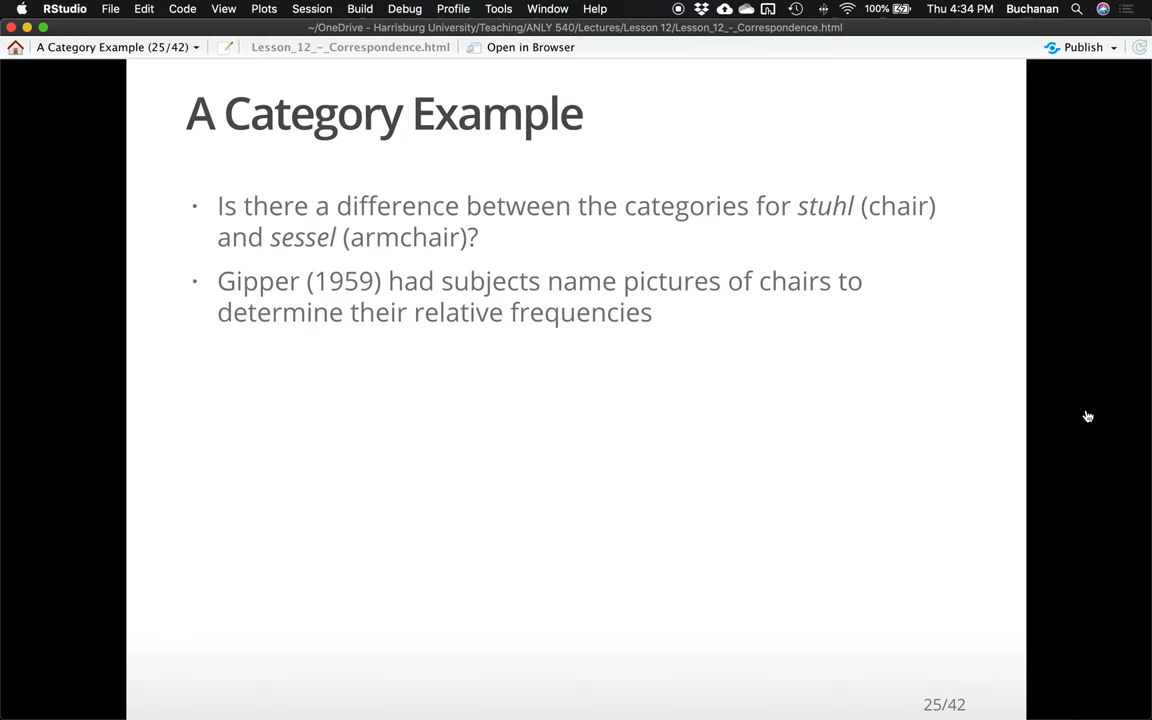 RStudio File Edit Code View Plots Session Build Debug Profile Tools Window Help 100% Thu 4:34 PM Buchanan
~/OneDrive - Harrisburg University/Teaching/ANLY 540/Lectures/Lesson 12/Lesson_12_-_Correspondence.html
A Category Example (25/42) Lesson_12_-_Correspondence.html Open in Browser Publish
A Category Example
• Is there a difference between the categories for stuhl (chair)
and sessel (armchair)?
• Gipper (1959) had subjects name pictures of chairs to
determine their relative frequencies
25/42